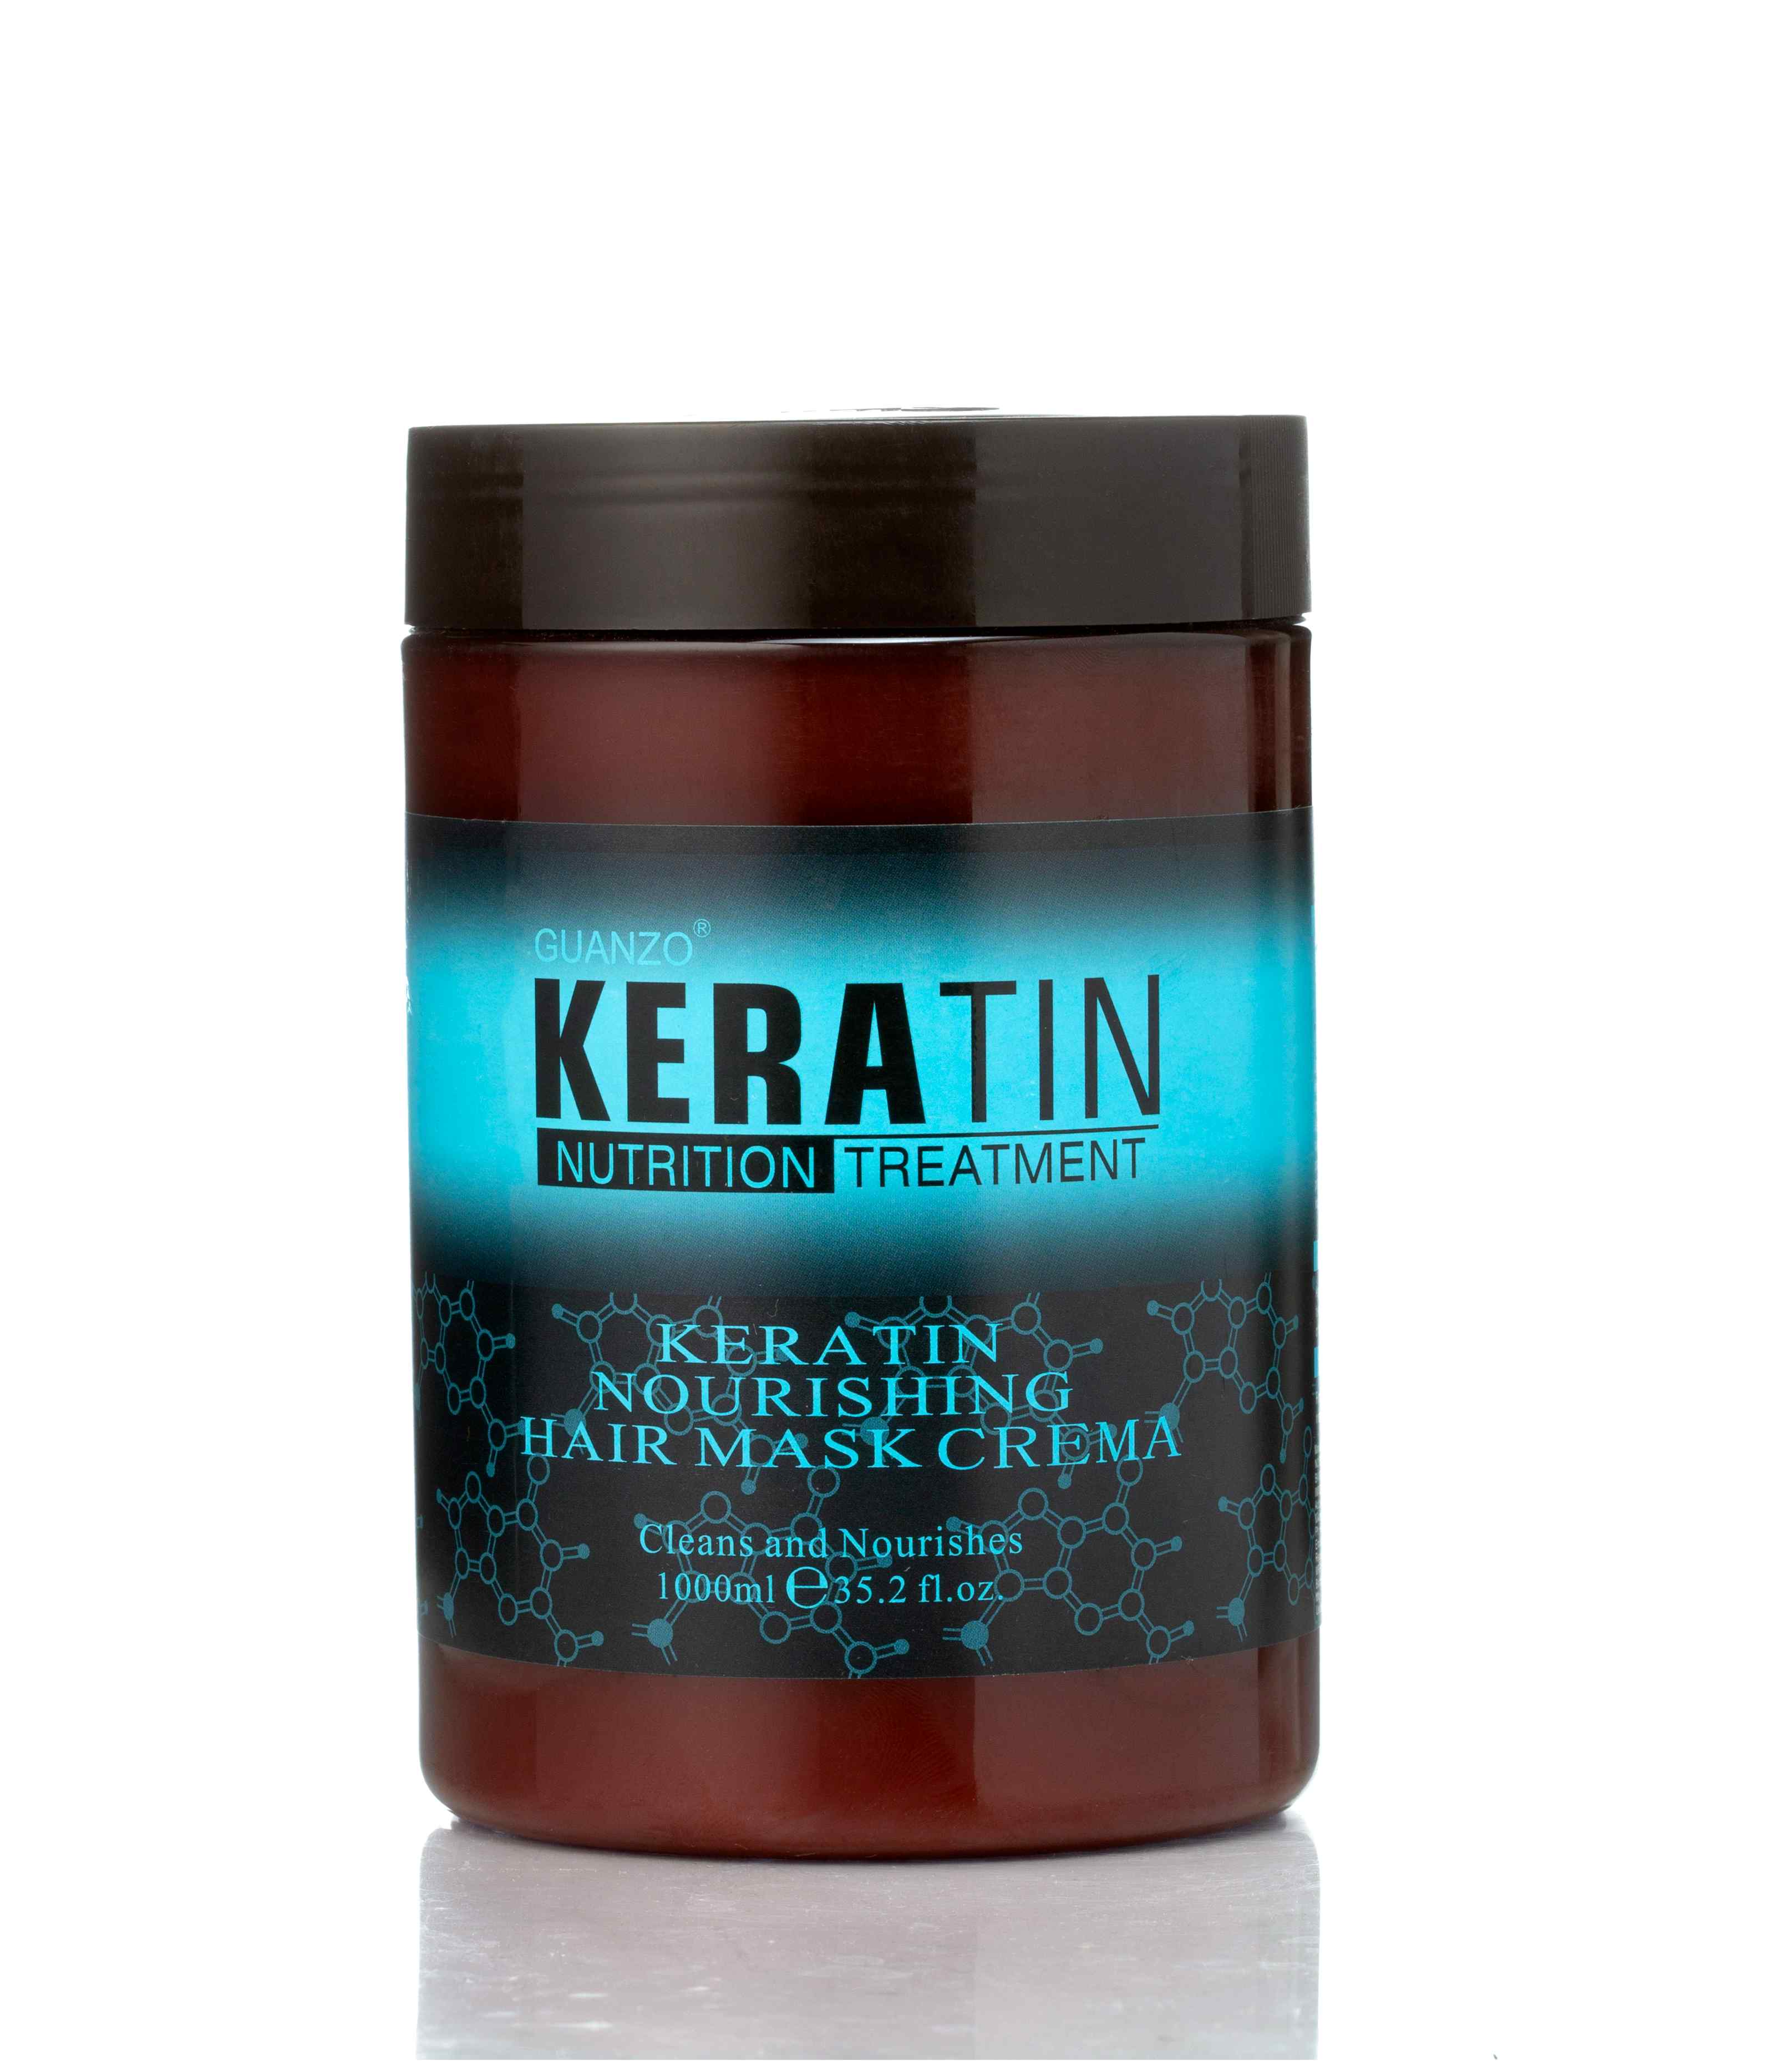 GUANZO®
KERATIN
NUTRITION TREATMENT
KERATIN
NOURISHING
HAIR MASK CREMA
Cleans and Nourishes
1000ml ℮ 35.2 fl.oz.